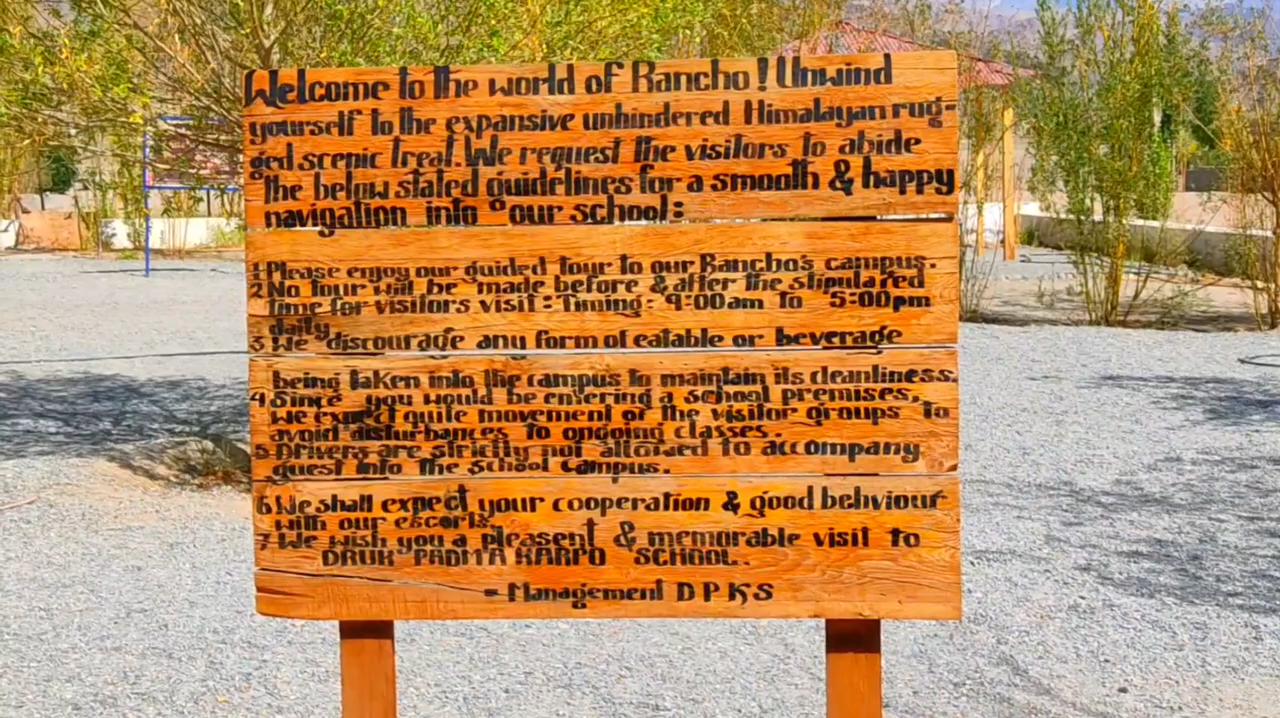 Welcome to the world of Rancho! Unwind
yourself to the expansive unhindered Himalayan rug-
ged scenic treat. We request the visitors to abide
the below stated guidelines for a smooth & happy
navigation into our school:
1 Please enjoy our guided tour to our Rancho's campus.
2 No tour will be made before & after the stipulated
time for visitors visit: Timing: 9:00am to 5:00pm
daily
3 We discourage any form of eatable or beverage
being taken into the campus to maintain its cleanliness.
4 Since you would be entering a school premises,
we expect quite movement of the visitor groups to
avoid disturbances to ongoing classes.
5 Drivers are strictly not allowed to accompany
guest into the school campus.
6 We shall expect your cooperation & good behviour
with our escorts.
7 We wish you a pleasent & memorable visit to
DRUK PADMA KARPO SCHOOL.
- Management D P K S